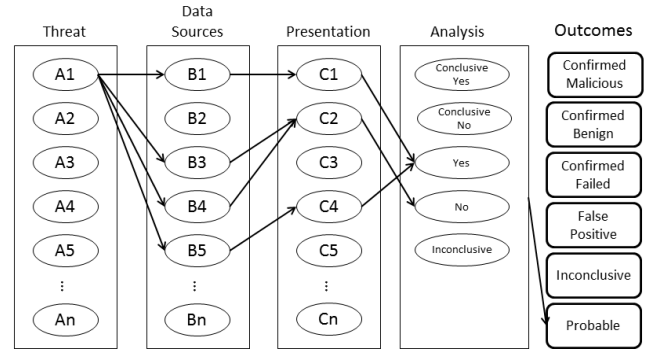 Threat
Data
Sources
Presentation
Analysis
Outcomes
A1
A2
A3
A4
A5
⋮
An
B1
B2
B3
B4
B5
⋮
Bn
C1
C2
C3
C4
C5
⋮
Cn
Conclusive
Yes
Conclusive
No
Yes
No
Inconclusive
Confirmed
Malicious
Confirmed
Benign
Confirmed
Failed
False
Positive
Inconclusive
Probable